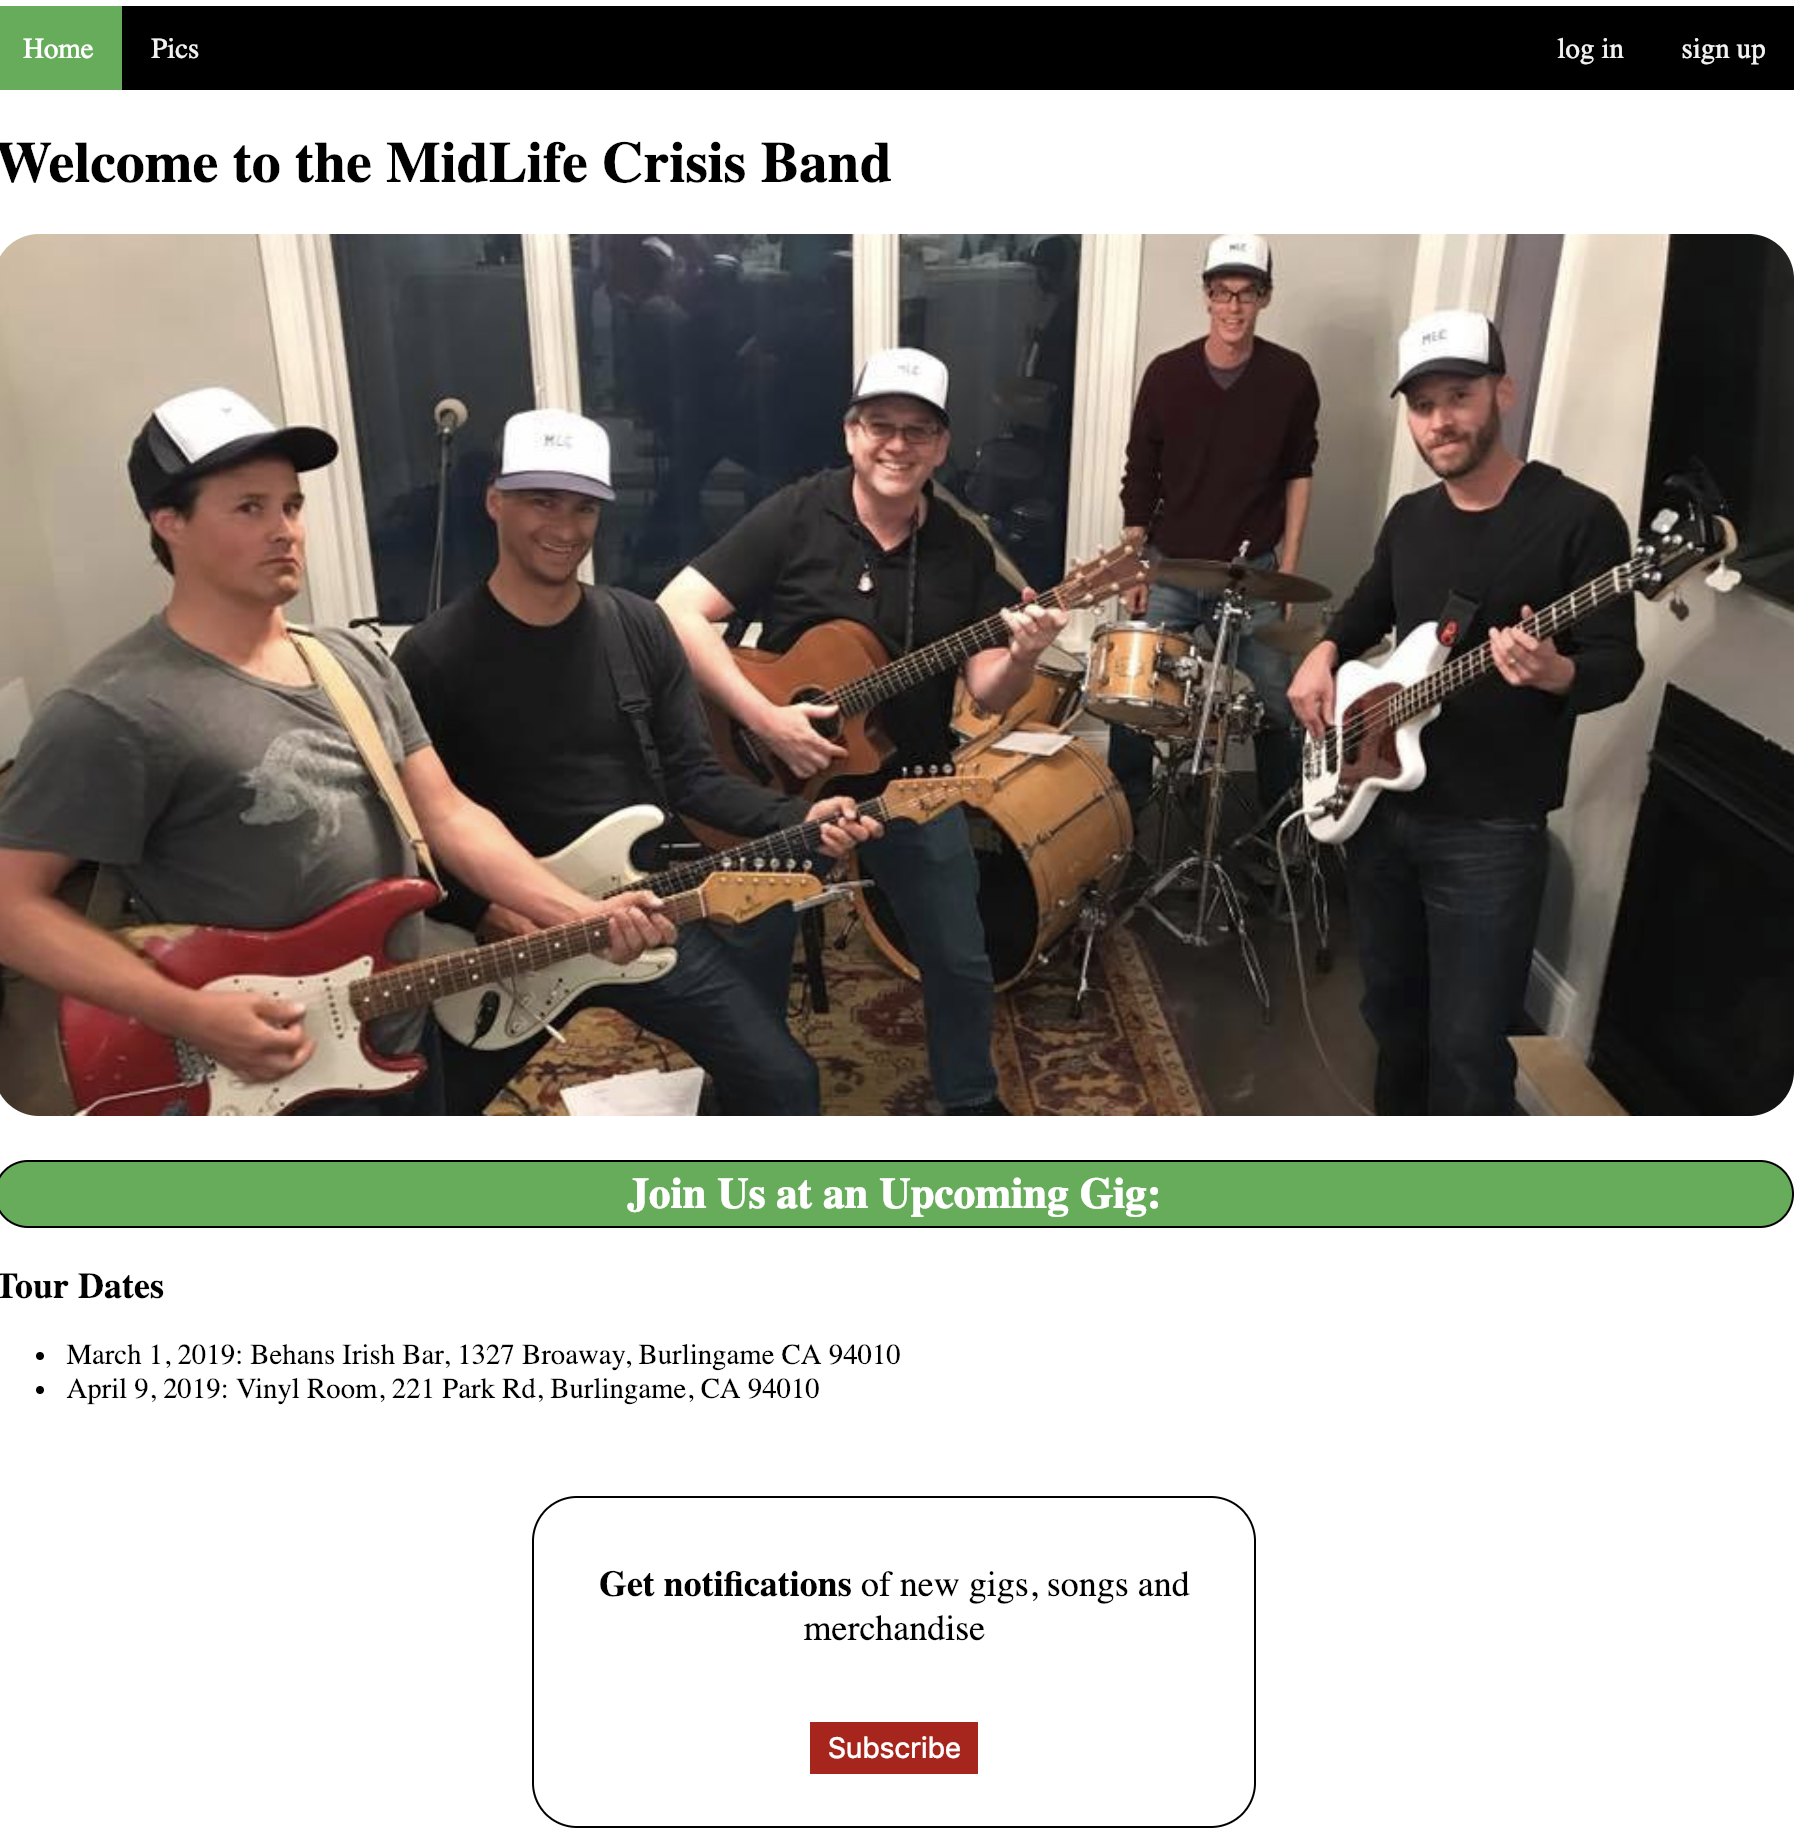 Home Pics log in sign up
Welcome to the MidLife Crisis Band
MLC
MLC
MLC
MLC
Join Us at an Upcoming Gig:
Tour Dates
• March 1, 2019: Behans Irish Bar, 1327 Broaway, Burlingame CA 94010
• April 9, 2019: Vinyl Room, 221 Park Rd, Burlingame, CA 94010
Get notifications of new gigs, songs and
merchandise
Subscribe